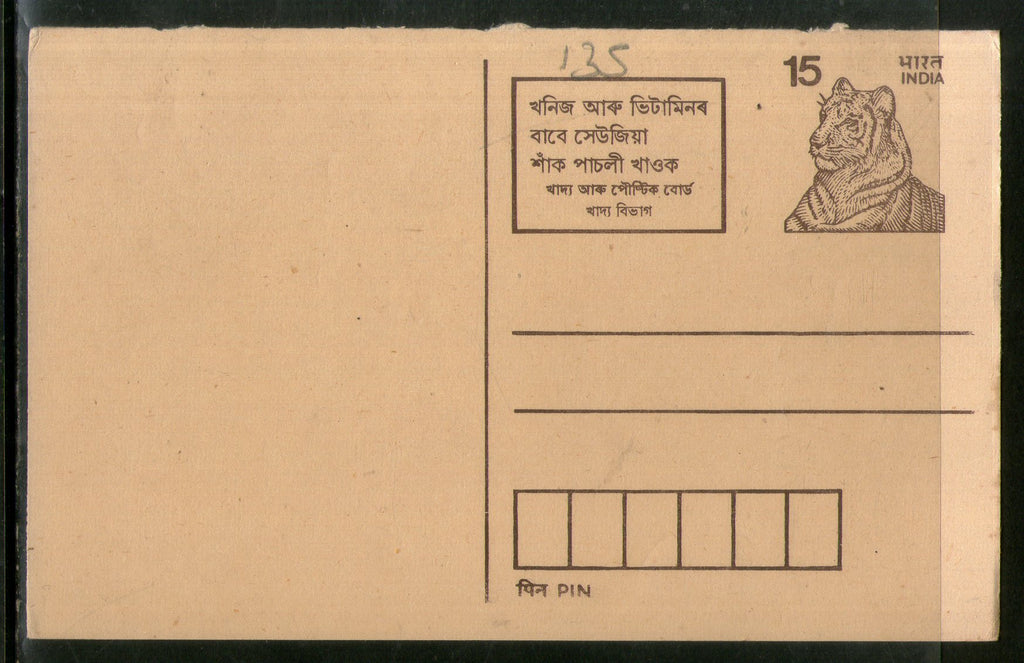 135
15
भारत
INDIA
খনিজ আৰু ভিটামিনৰ
বাবে সেউজিয়া
শাঁক পাচলী খাওক
খাদ্য আৰু পৌষ্টিক বোৰ্ড
খাদ্য বিভাগ
पिन PIN